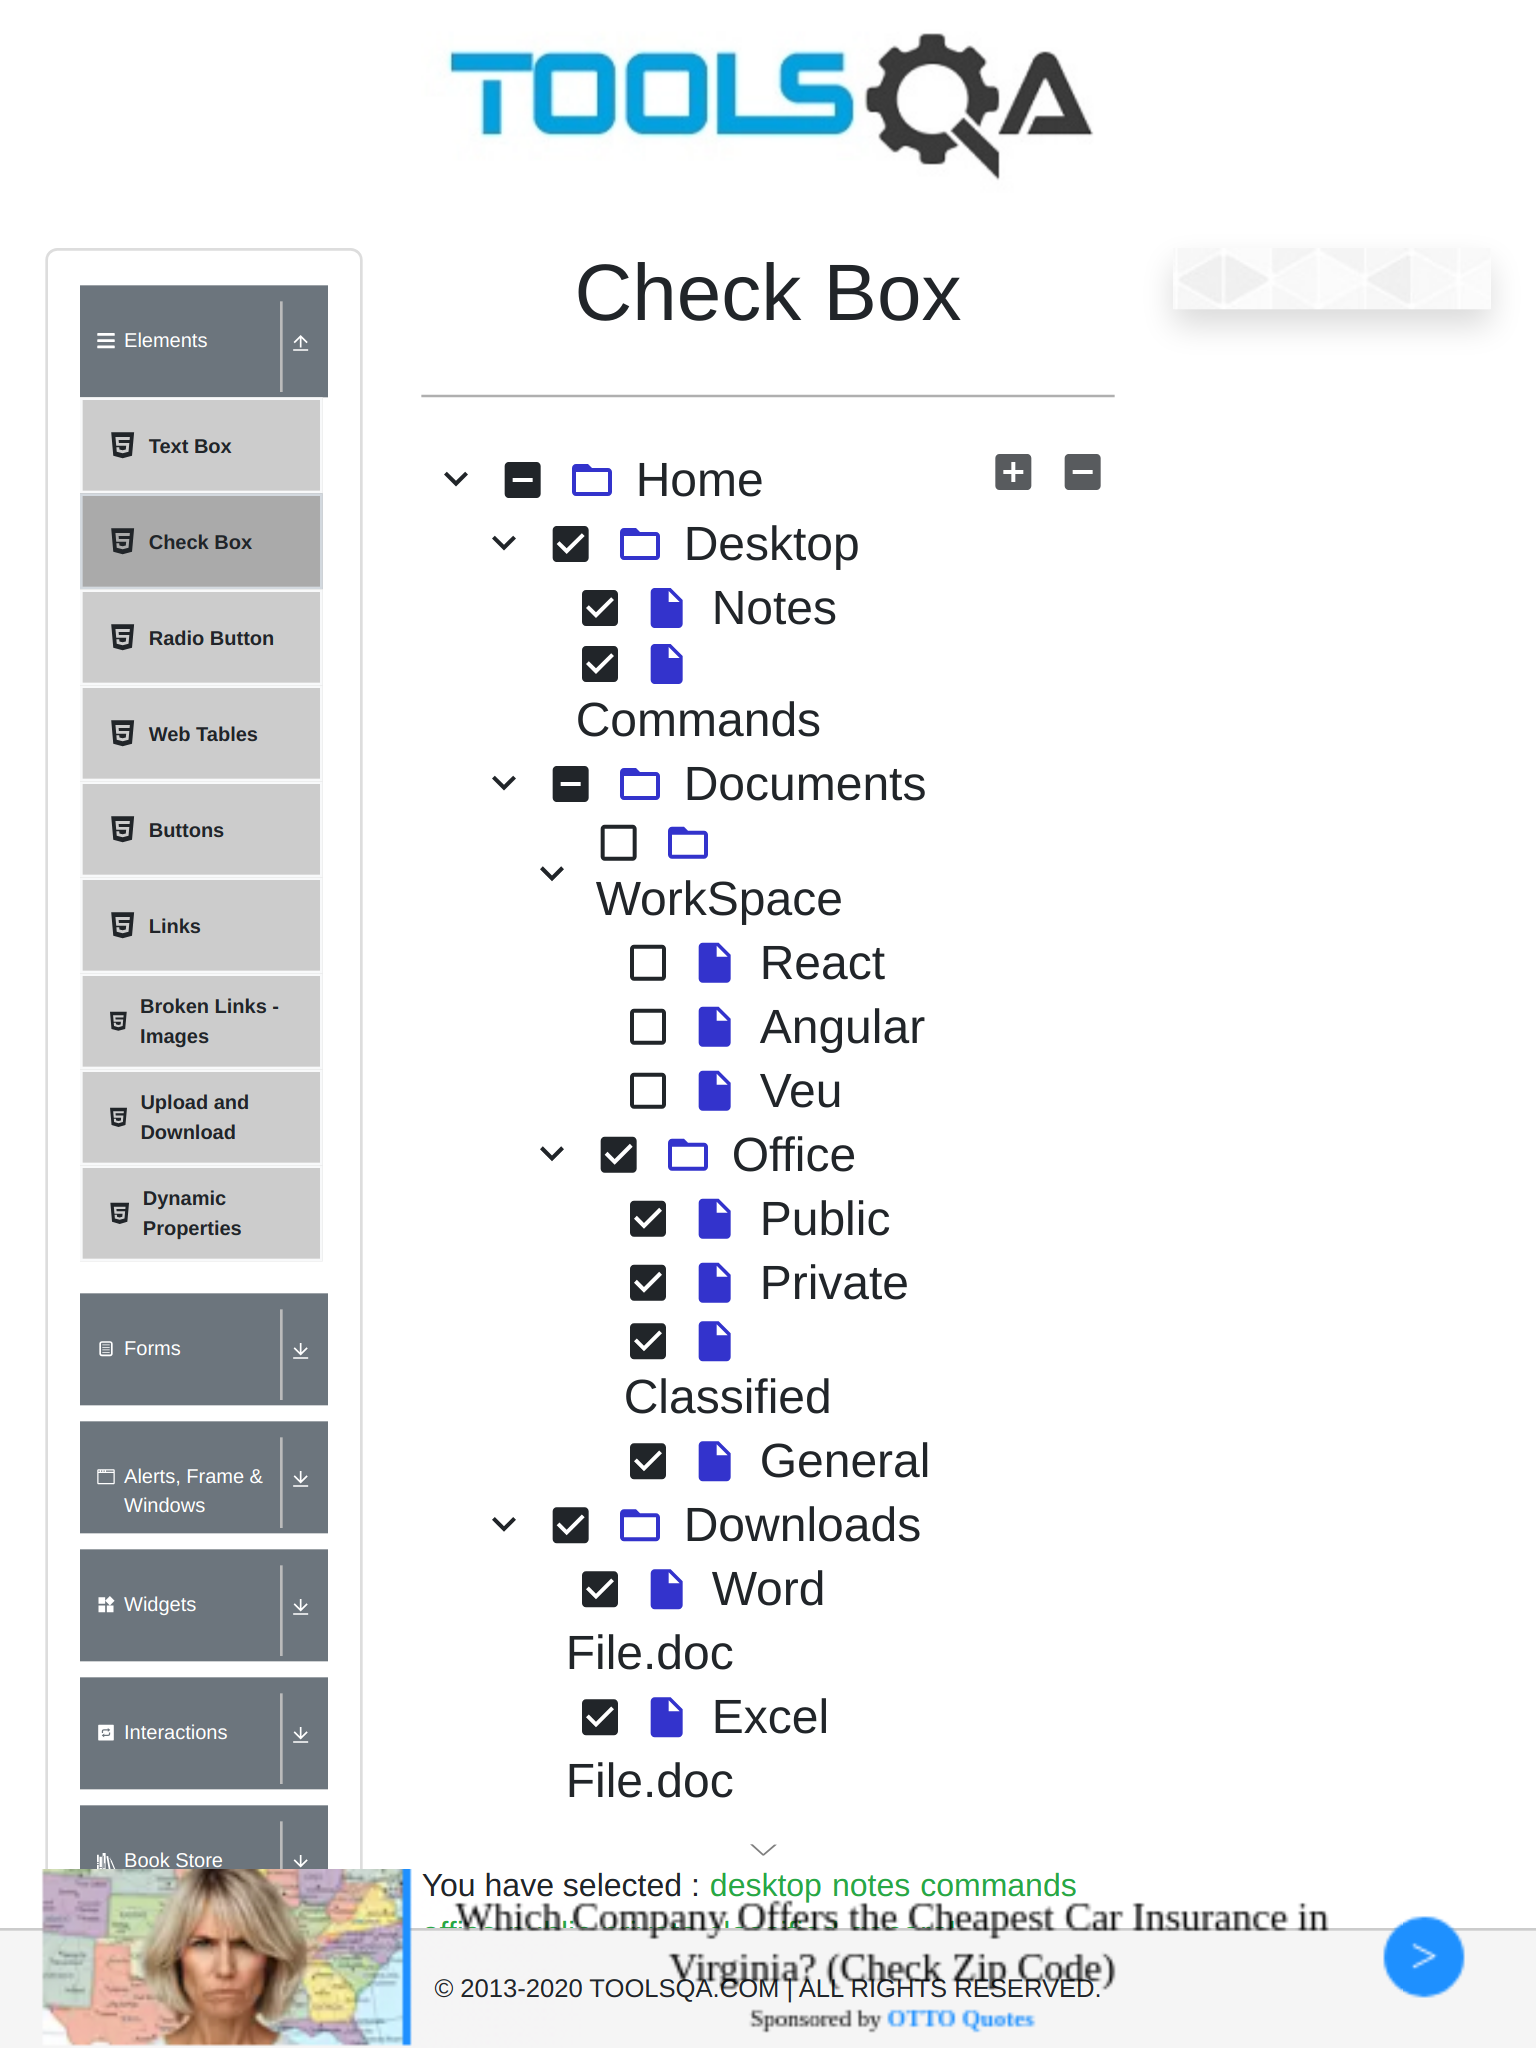 TOOLSQA
Check Box
Elements
Text Box
Check Box
Radio Button
Web Tables
Buttons
Links
Broken Links -
Images
Upload and
Download
Dynamic
Properties
Forms
Alerts, Frame &
Windows
Widgets
Interactions
Book Store
Home
Desktop
Notes
Commands
Documents
WorkSpace
React
Angular
Veu
Office
Public
Private
Classified
General
Downloads
Word
File.doc
Excel
File.doc
You have selected : desktop notes commands
Which Company Offers the Cheapest Car Insurance in
Virginia? (Check Zip Code)
© 2013-2020 TOOLSQA.COM | ALL RIGHTS RESERVED.
Sponsored by OTTO Quotes